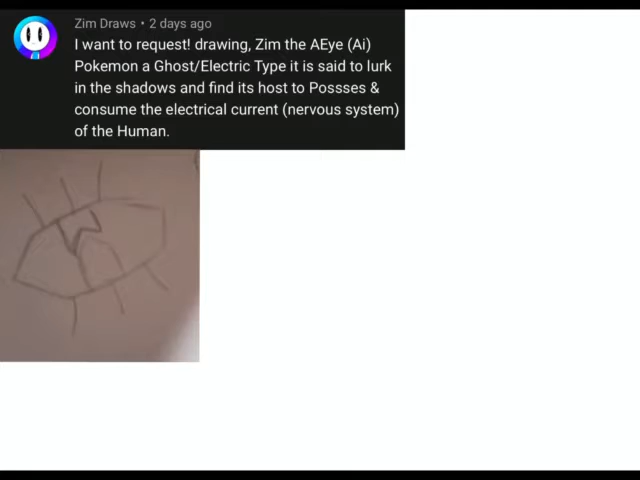 Zim Draws • 2 days ago
I want to request! drawing, Zim the AEye (Ai)
Pokemon a Ghost/Electric Type it is said to lurk
in the shadows and find its host to Possses &
consume the electrical current (nervous system)
of the Human.